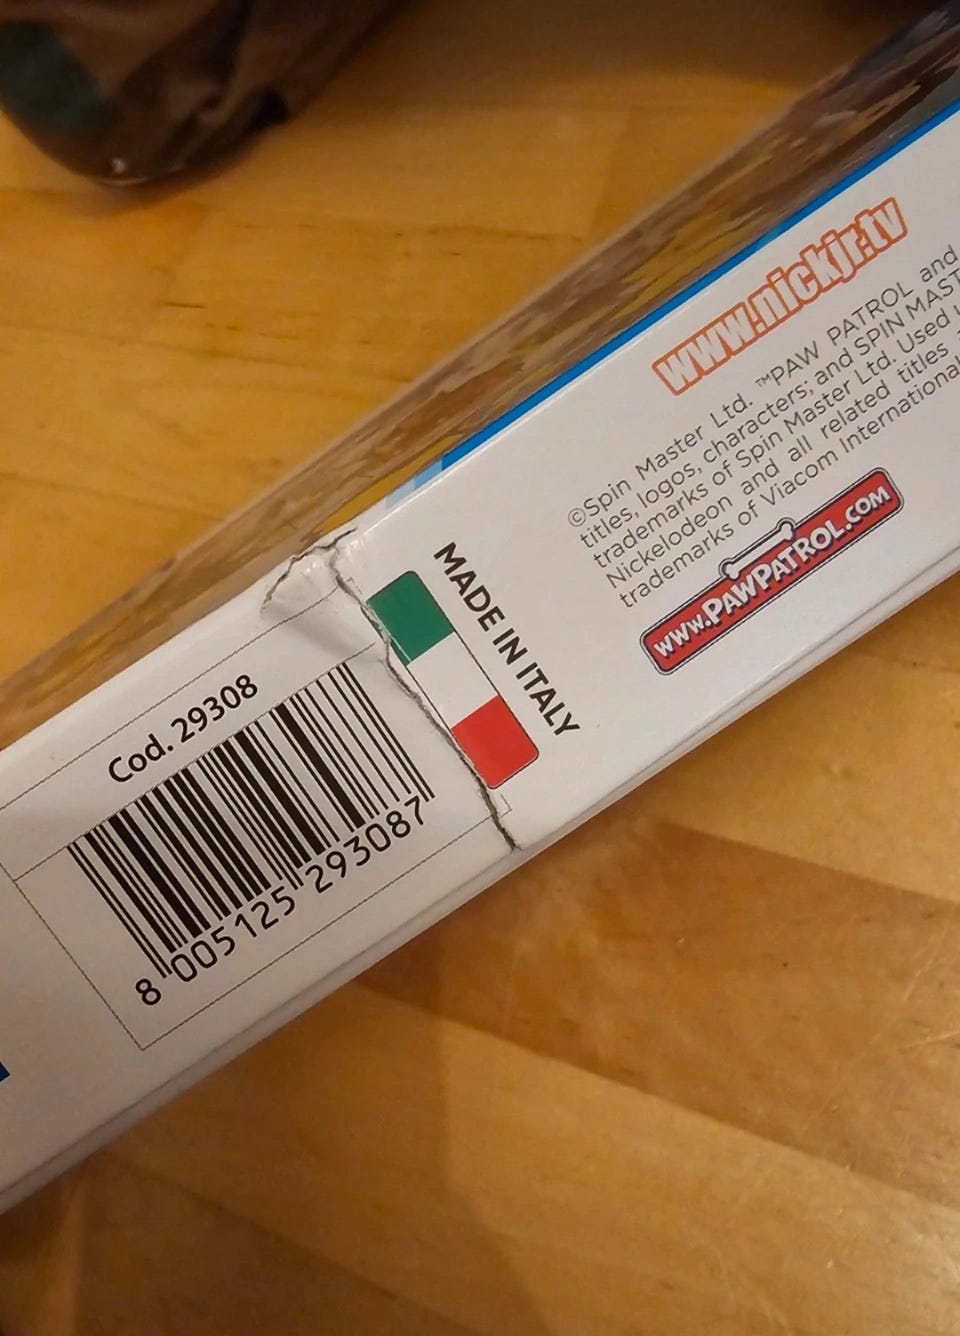 Cod. 29308
8 005125 293087
MADE IN ITALY
www.nickjr.tv
©Spin Master Ltd. ™PAW PATROL and
titles, logos, characters; and SPIN MAST
trademarks of Spin Master Ltd. Used
Nickelodeon and all related titles
trademarks of Viacom International
www.PAWPATROL.COM